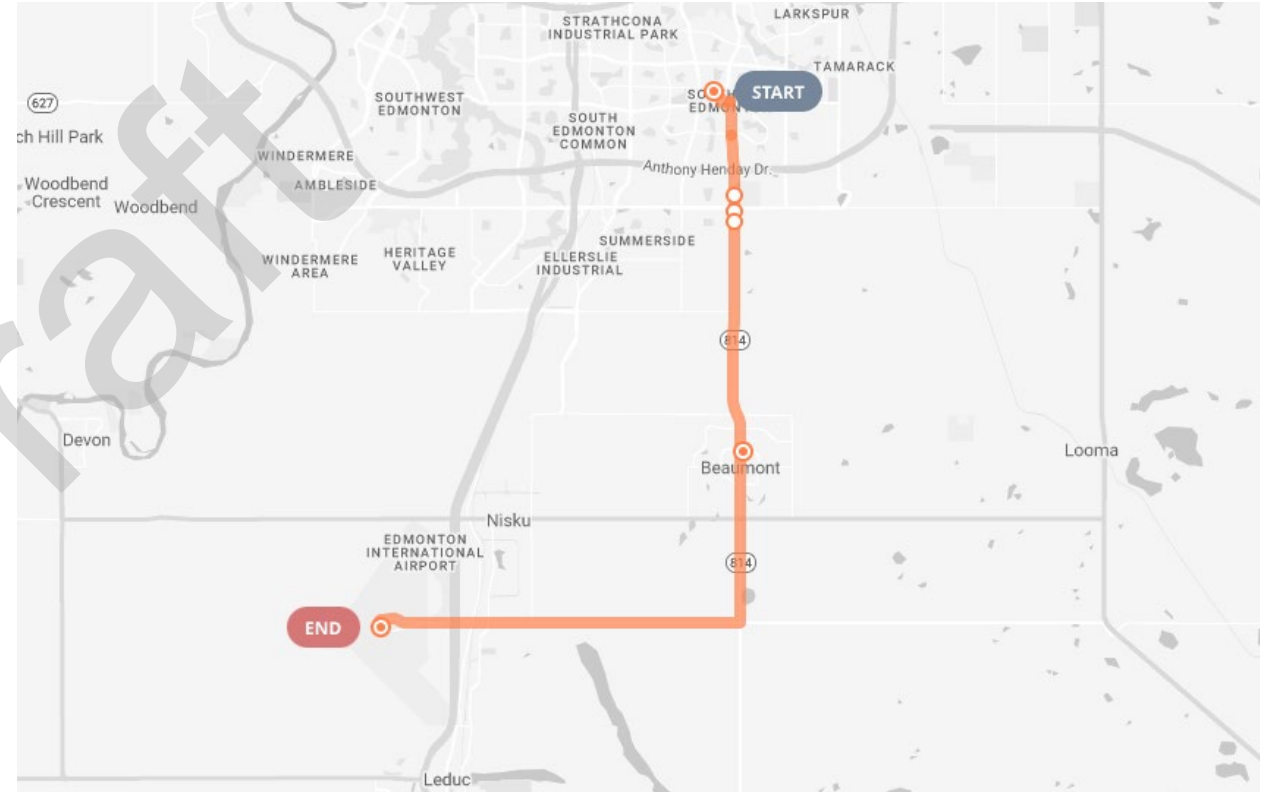 STRATHCONA
INDUSTRIAL PARK
LARKSPUR
TAMARACK
START
627
SOUTHWEST
EDMONTON
SOUTH
EDMONTON
COMMON
ch Hill Park
WINDERMERE
Anthony Henday Dr.
AMBLESIDE
Woodbend
Crescent
Woodbend
SUMMERSIDE
HERITAGE
VALLEY
WINDERMERE
AREA
ELLERSLIE
INDUSTRIAL
814
Devon
Looma
Beaumont
Nisku
EDMONTON
INTERNATIONAL
AIRPORT
814
END
Leduc
raft